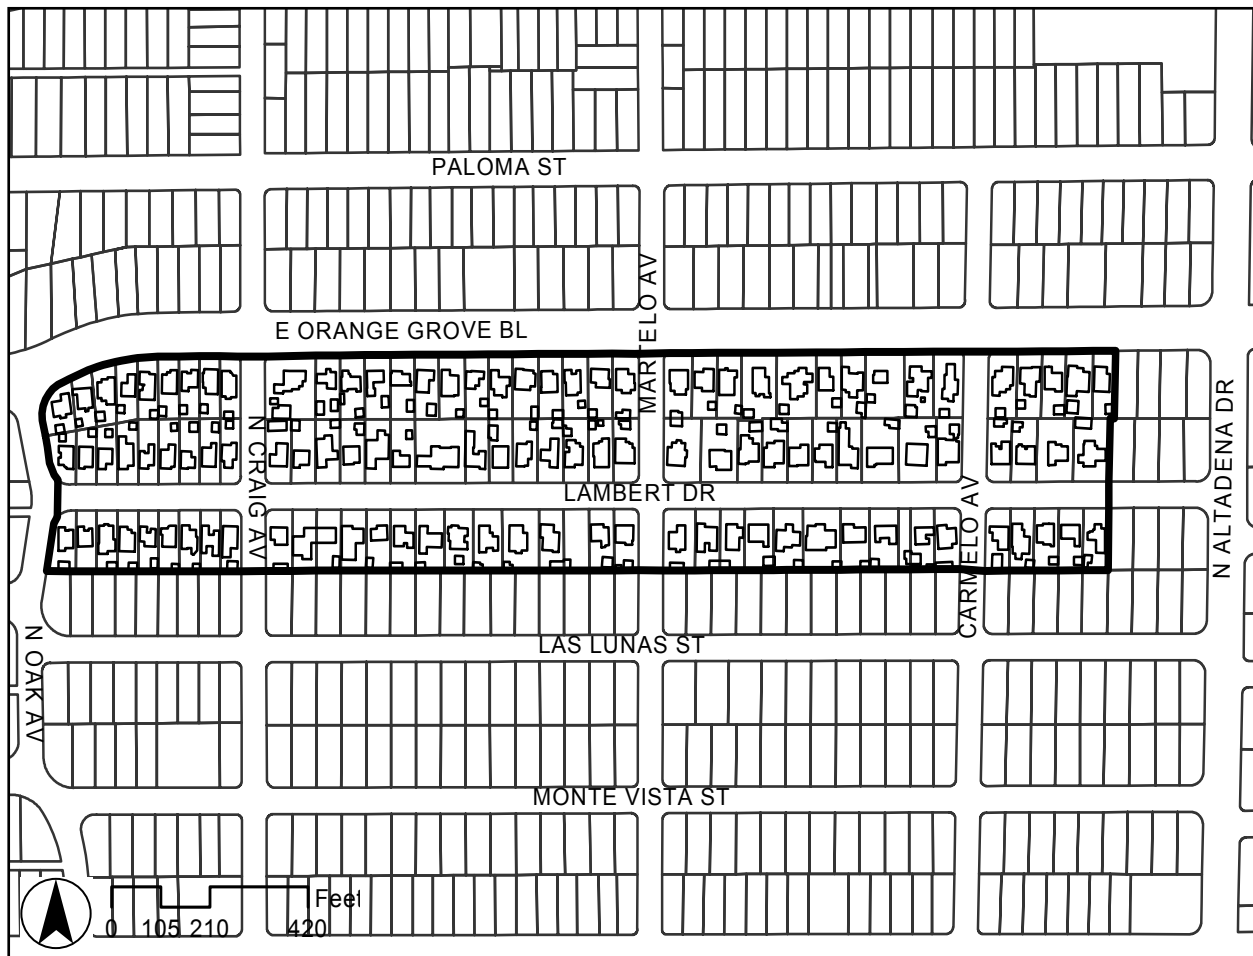 PALOMA ST
MARTELO AV
E ORANGE GROVE BL
N ALTADENA DR
N CRAIG AV
LAMBERT DR
CARMELO AV
N OAK AV
LAS LUNAS ST
MONTE VISTA ST
Feet
0 105 210 420